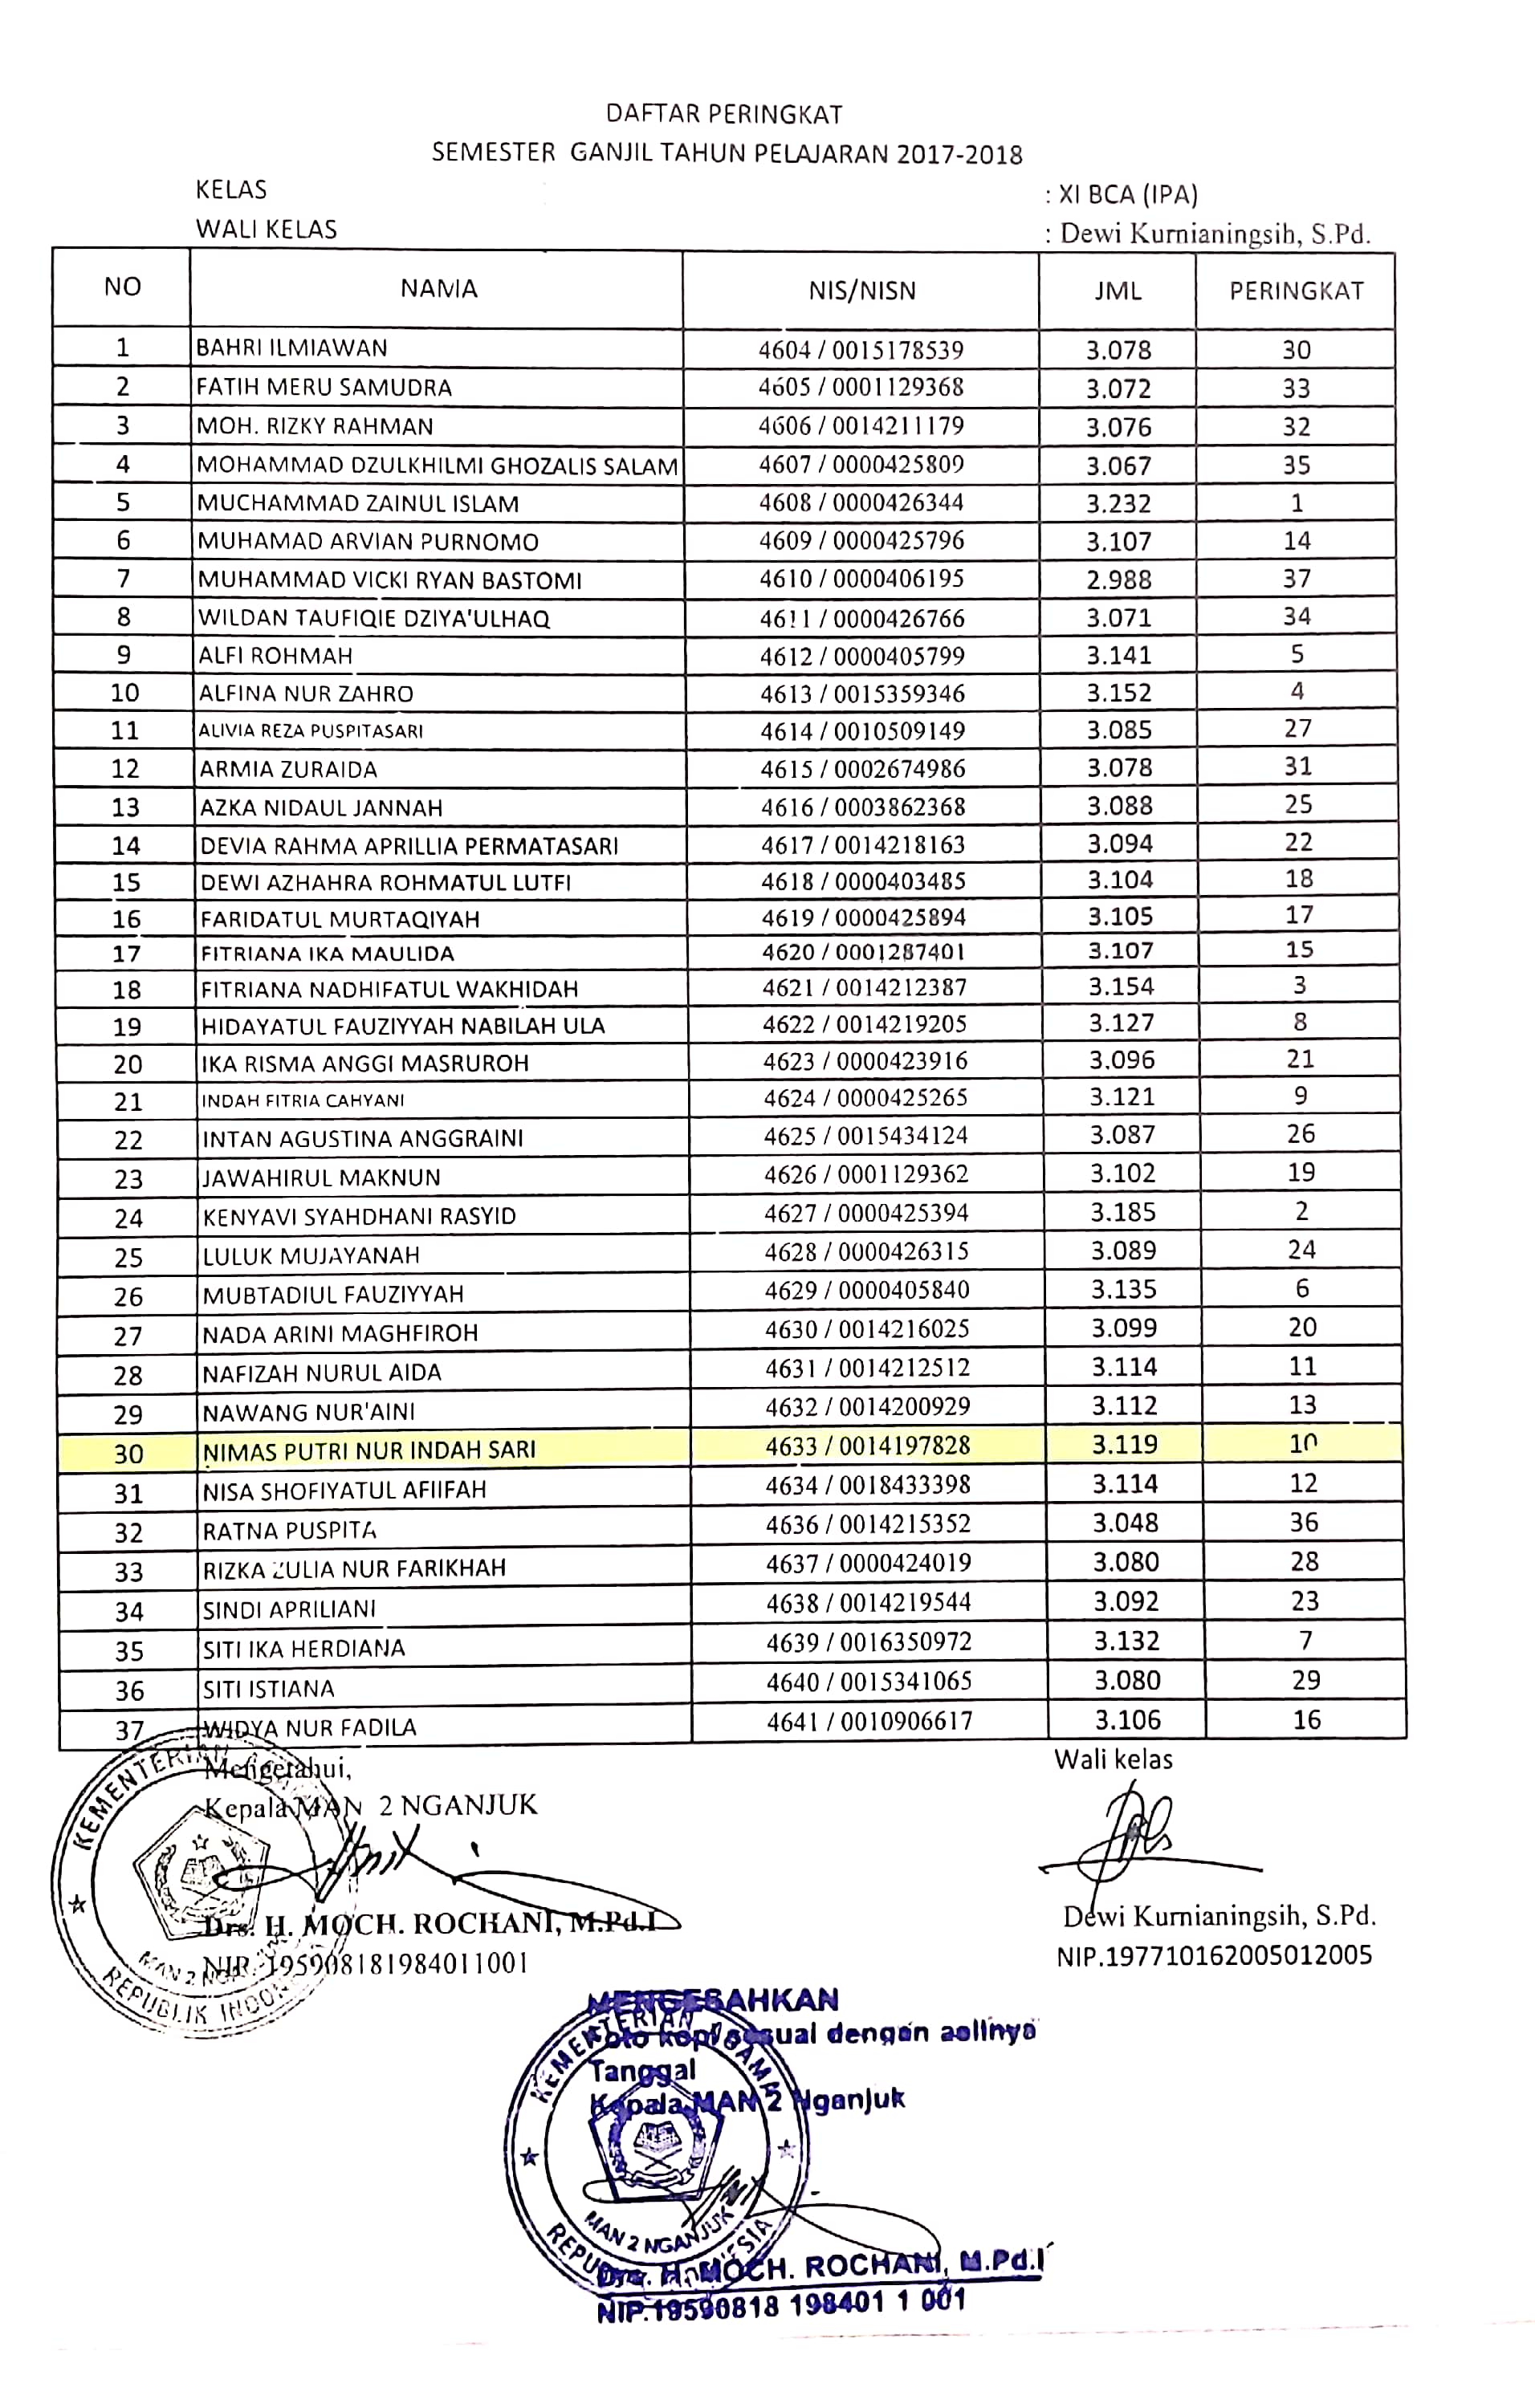 DAFTAR PERINGKAT
SEMESTER GANJIL TAHUN PELAJARAN 2017-2018
KELAS : XI BCA (IPA)
WALI KELAS : Dewi Kurnianingsih, S.Pd.
NO NAMA NIS/NISN JML PERINGKAT
1 BAHRI ILMIAWAN 4604 / 0015178539 3.078 30
2 FATIH MERU SAMUDRA 4605 / 0001129368 3.072 33
3 MOH. RIZKY RAHMAN 4606 / 0014211179 3.076 32
4 MOHAMMAD DZULKHILMI GHOZALIS SALAM 4607 / 0000425809 3.067 35
5 MUCHAMMAD ZAINUL ISLAM 4608 / 0000426344 3.232 1
6 MUHAMAD ARVIAN PURNOMO 4609 / 0000425796 3.107 14
7 MUHAMMAD VICKI RYAN BASTOMI 4610 / 0000406195 2.988 37
8 WILDAN TAUFIQIE DZIYA'ULHAQ 4611 / 0000426766 3.071 34
9 ALFI ROHMAH 4612 / 0000405799 3.141 5
10 ALFINA NUR ZAHRO 4613 / 0015359346 3.152 4
11 ALIVIA REZA PUSPITASARI 4614 / 0010509149 3.085 27
12 ARMIA ZURAIDA 4615 / 0002674986 3.078 31
13 AZKA NIDAUL JANNAH 4616 / 0003862368 3.088 25
14 DEVIA RAHMA APRILLIA PERMATASARI 4617 / 0014218163 3.094 22
15 DEWI AZHAHRA ROHMATUL LUTFI 4618 / 0000403485 3.104 18
16 FARIDATUL MURTAQIYAH 4619 / 0000425894 3.105 17
17 FITRIANA IKA MAULIDA 4620 / 0001287401 3.107 15
18 FITRIANA NADHIFATUL WAKHIDAH 4621 / 0014212387 3.154 3
19 HIDAYATUL FAUZIYYAH NABILAH ULA 4622 / 0014219205 3.127 8
20 IKA RISMA ANGGI MASRUROH 4623 / 0000423916 3.096 21
21 INDAH FITRIA CAHYANI 4624 / 0000425265 3.121 9
22 INTAN AGUSTINA ANGGRAINI 4625 / 0015434124 3.087 26
23 JAWAHIRUL MAKNUN 4626 / 0001129362 3.102 19
24 KENYAVI SYAHDHANI RASYID 4627 / 0000425394 3.185 2
25 LULUK MUJAYANAH 4628 / 0000426315 3.089 24
26 MUBTADIUL FAUZIYYAH 4629 / 0000405840 3.135 6
27 NADA ARINI MAGHFIROH 4630 / 0014216025 3.099 20
28 NAFIZAH NURUL AIDA 4631 / 0014212512 3.114 11
29 NAWANG NUR'AINI 4632 / 0014200929 3.112 13
30 NIMAS PUTRI NUR INDAH SARI 4633 / 0014197828 3.119 10
31 NISA SHOFIYATUL AFIIFAH 4634 / 0018433398 3.114 12
32 RATNA PUSPITA 4636 / 0014215352 3.048 36
33 RIZKA ZULIA NUR FARIKHAH 4637 / 0000424019 3.080 28
34 SINDI APRILIANI 4638 / 0014219544 3.092 23
35 SITI IKA HERDIANA 4639 / 0016350972 3.132 7
36 SITI ISTIANA 4640 / 0015341065 3.080 29
37 WIDYA NUR FADILA 4641 / 0010906617 3.106 16
Mengetahui, Wali kelas
Kepala MAN 2 NGANJUK
KEMENTERIAN AGAMA
MAN 2 NGANJUK
REPUBLIK INDONESIA
Drs. H. MOCH. ROCHANI, M.Pd.I Dewi Kurnianingsih, S.Pd.
NIP. 195908181984011001 NIP.197710162005012005
MENGESAHKAN
Foto kopi sesual dengan aslinya
Tanggal
Kepala MAN 2 Nganjuk
KEMENTERIAN AGAMA
MAN 2 NGANJUK
REPUBLIK INDONESIA
Drs. H. MOCH. ROCHANI, M.Pd.I
NIP.19590818 198401 1 001